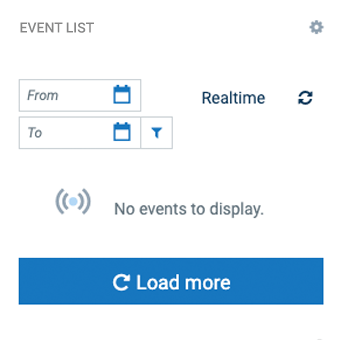 EVENT LIST
From
Realtime
To
No events to display.
Load more